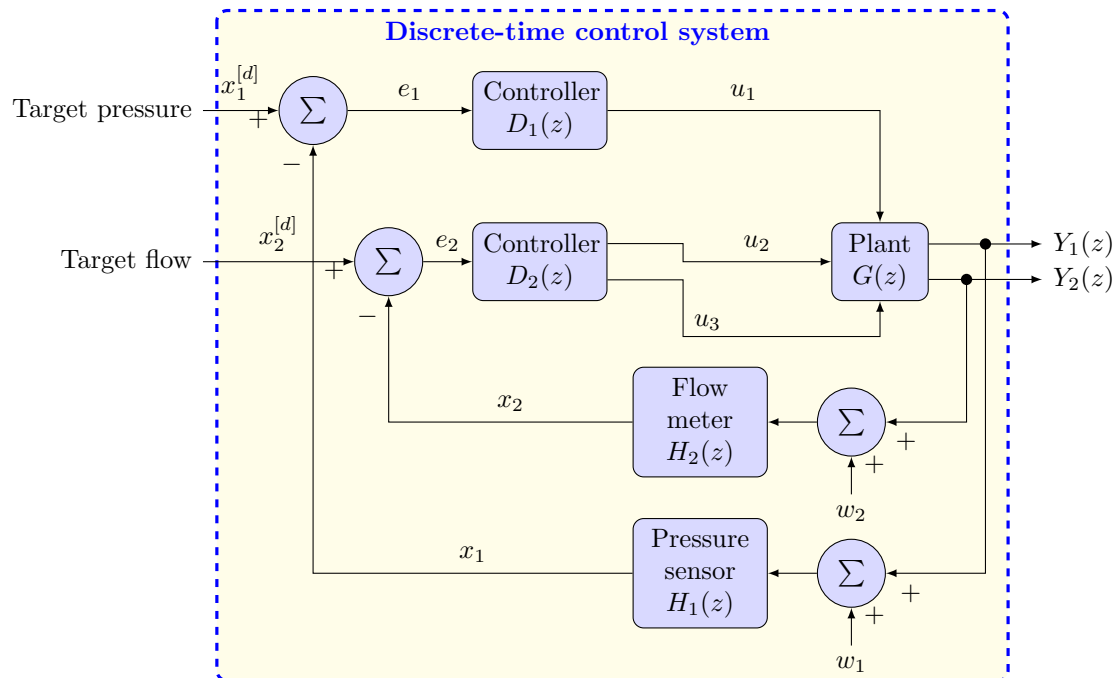 Discrete-time control system
Target pressure
x_1^{[d]}
+
−
Σ
e_1
Controller
D_1(z)
u_1
Target flow
x_2^{[d]}
+
−
Σ
e_2
Controller
D_2(z)
u_2
u_3
Plant
G(z)
Y_1(z)
Y_2(z)
x_2
Flow
meter
H_2(z)
Σ
+
+
w_2
x_1
Pressure
sensor
H_1(z)
Σ
+
+
w_1